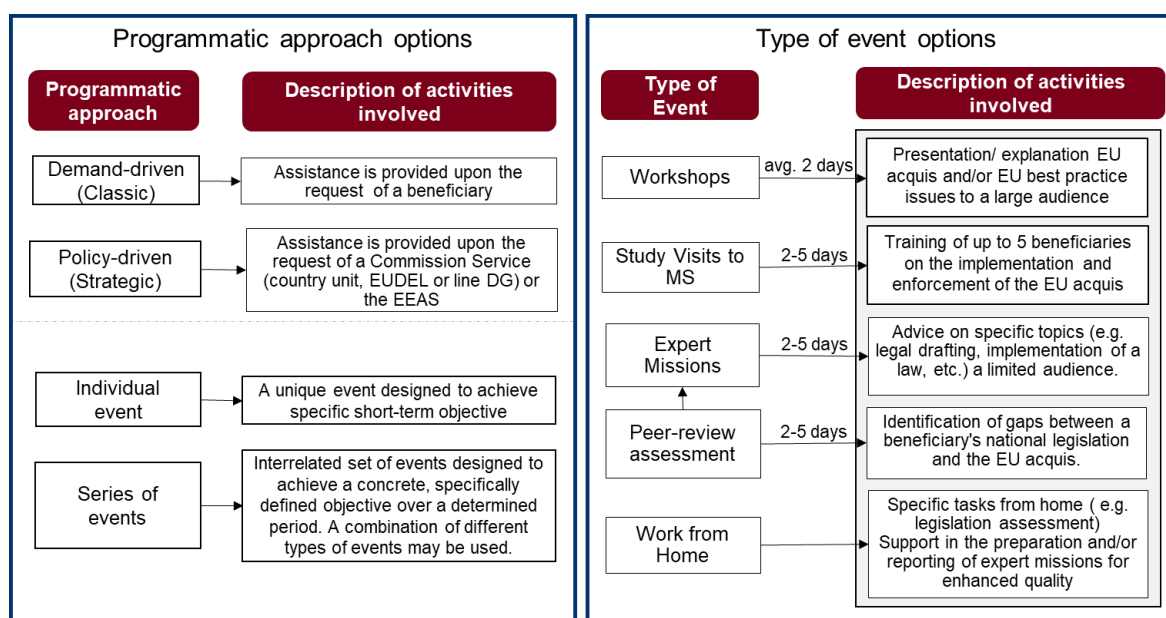 Programmatic approach options
Programmatic
approach
Description of activities
involved
Demand-driven
(Classic)
Assistance is provided upon the
request of a beneficiary
Policy-driven
(Strategic)
Assistance is provided upon the
request of a Commission Service
(country unit, EUDEL or line DG) or
the EEAS
Individual
event
A unique event designed to achieve
specific short-term objective
Series of
events
Interrelated set of events designed to
achieve a concrete, specifically
defined objective over a determined
period. A combination of different
types of events may be used.
Type of event options
Type of
Event
Description of activities
involved
Workshops
avg. 2 days
Presentation/ explanation EU
acquis and/or EU best practice
issues to a large audience
Study Visits to
MS
2-5 days
Training of up to 5 beneficiaries
on the implementation and
enforcement of the EU acquis
Expert
Missions
2-5 days
Advice on specific topics (e.g.
legal drafting, implementation of a
law, etc.) a limited audience.
Peer-review
assessment
2-5 days
Identification of gaps between a
beneficiary's national legislation
and the EU acquis.
Work from
Home
Specific tasks from home ( e.g.
legislation assessment)
Support in the preparation and/or
reporting of expert missions for
enhanced quality